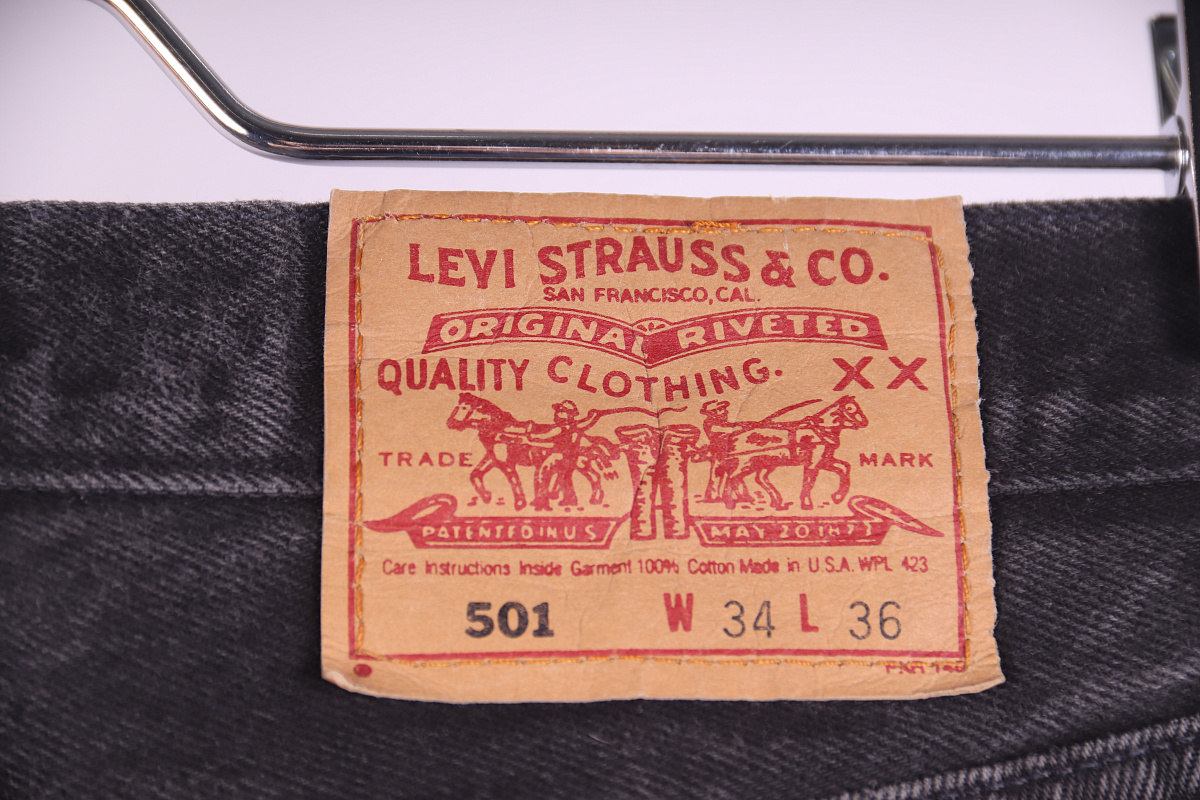 LEVI STRAUSS & CO.
SAN FRANCISCO, CAL.
ORIGINAL RIVETED
QUALITY CLOTHING. XX
TRADE MARK
PATENTED IN U S MAY 20 1873
Care Instructions Inside Garment 100% Cotton Made in U.S.A. WPL 423
501 W 34 L 36